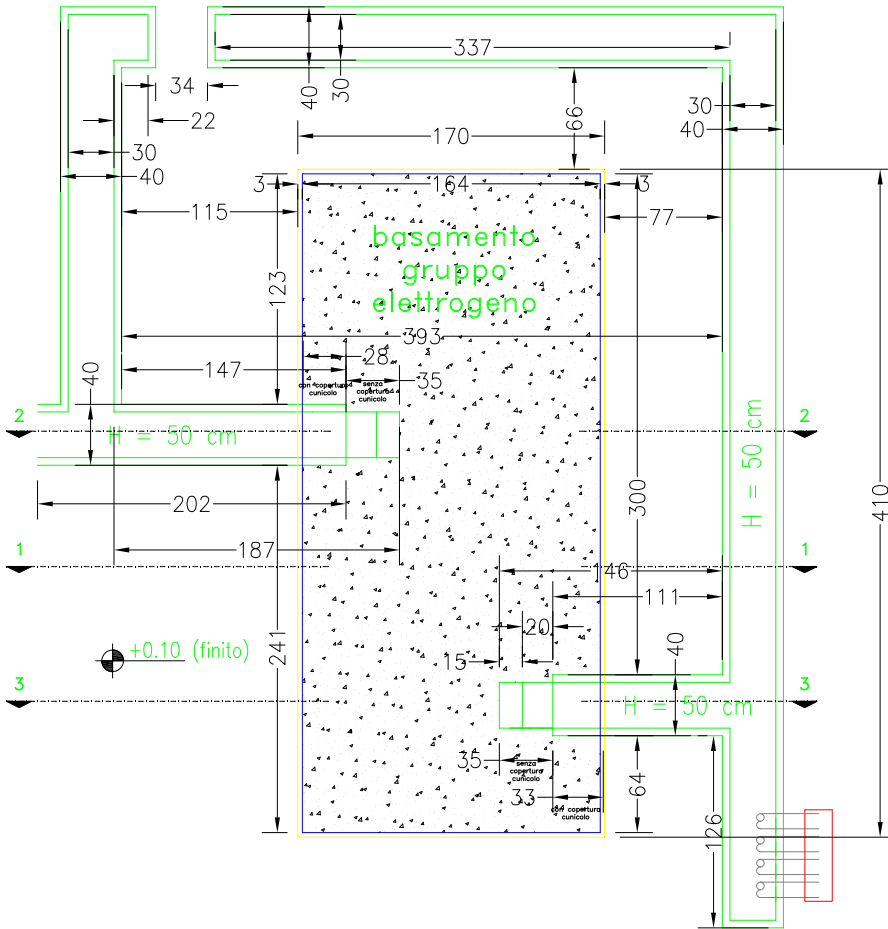 337
34
40
30
22
66
30
40
30
40
170
3
164
3
115
77
basamento
gruppo
elettrogeno
123
393
28
147
35
con copertura
cunicolo
senza
copertura
cunicolo
40
2
2
H = 50 cm
H = 50 cm
202
300
410
187
1
1
146
111
20
241
+0.10 (finito)
15
40
3
3
H = 50 cm
35
senza
copertura
cunicolo
64
33
con copertura
cunicolo
126